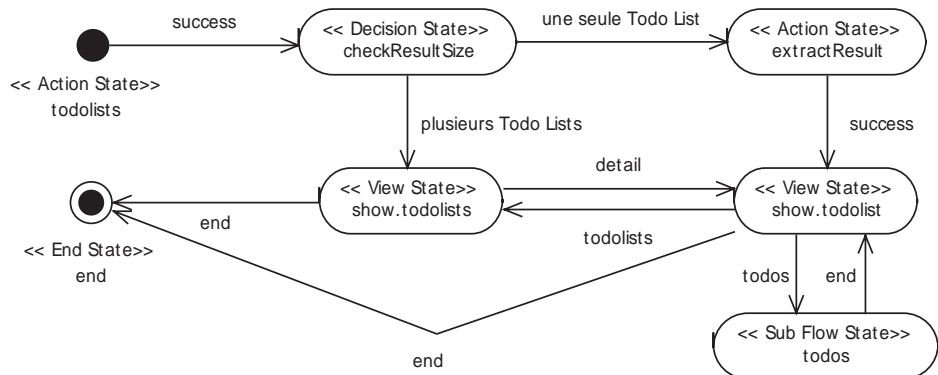 success
<< Decision State>>
checkResultSize
une seule Todo List
<< Action State>>
extractResult
<< Action State>>
todolists
plusieurs Todo Lists
success
<< View State>>
show.todolists
detail
<< View State>>
show.todolist
end
todolists
<< End State>>
end
todos
end
end
<< Sub Flow State>>
todos